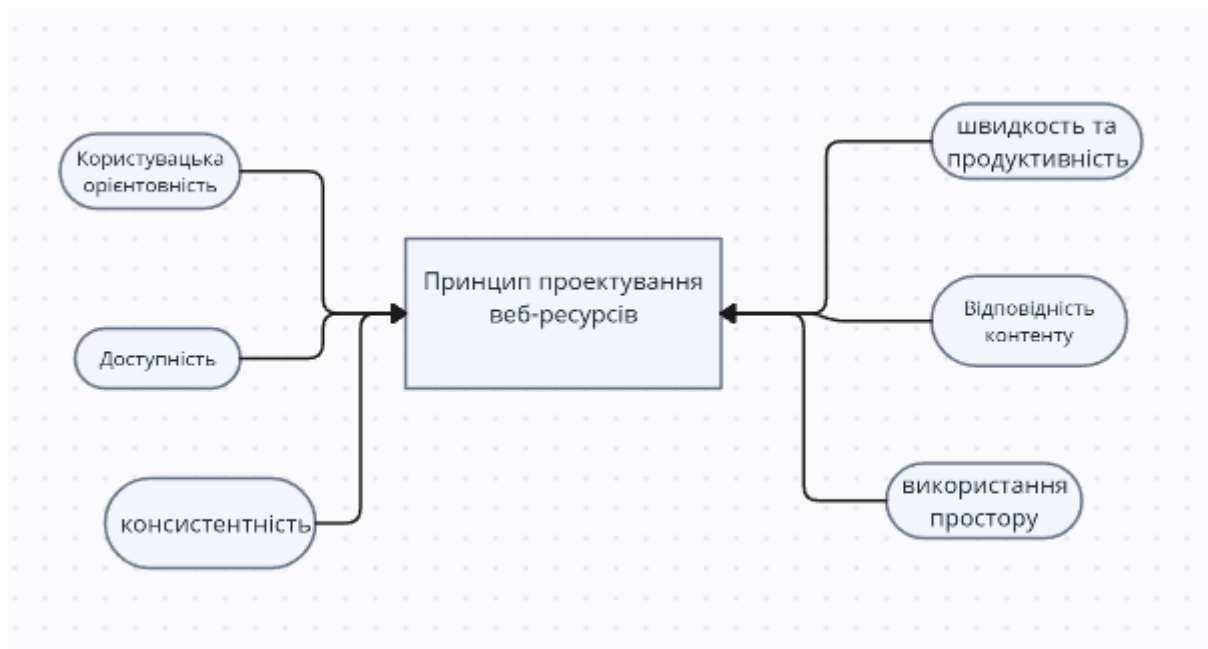 Користувацька
орієнтовність
Доступність
консистентність
Принцип проектування
веб-ресурсів
швидкость та
продуктивність
Відповідність
контенту
використання
простору